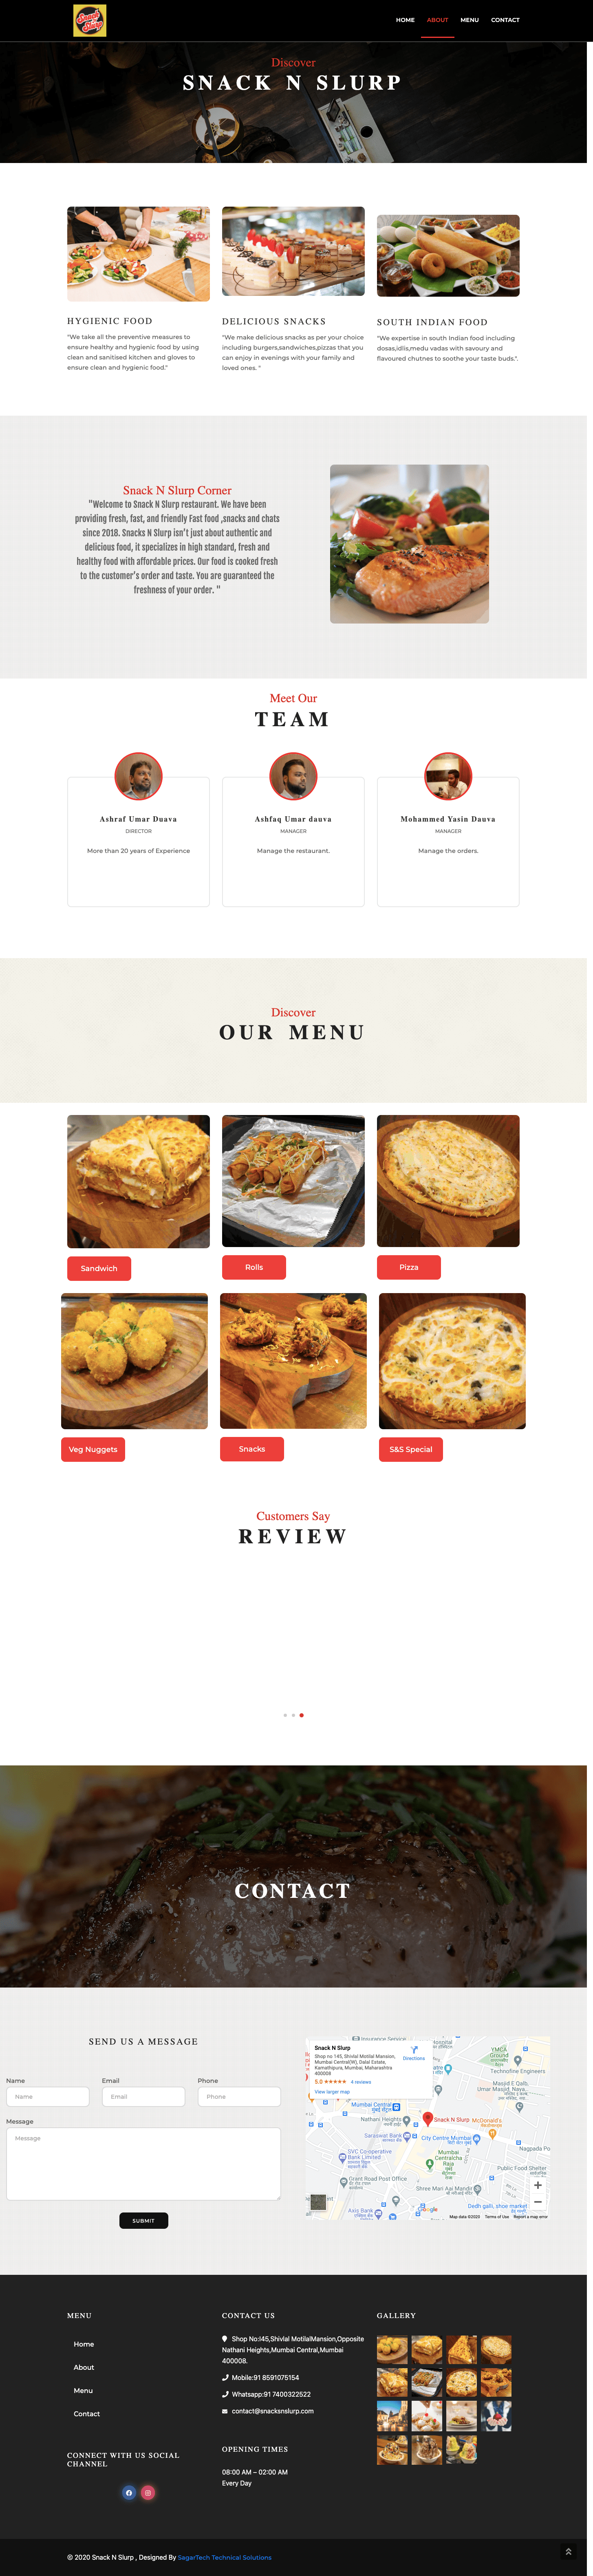 Snack Slurp
HOME ABOUT MENU CONTACT
Discover
SNACK N SLURP
HYGIENIC FOOD
"We take all the preventive measures to
ensure healthy and hygienic food by using
clean and sanitised kitchen and gloves to
ensure clean and hygienic food."
DELICIOUS SNACKS
"We make delicious snacks as per your choice
including burgers,sandwiches,pizzas that you
can enjoy in evenings with your family and
loved ones. "
SOUTH INDIAN FOOD
"We expertise in south Indian food including
dosas,idlis,medu vadas with savoury and
flavoured chutnes to soothe your taste buds.".
Snack N Slurp Corner
"Welcome to Snack N Slurp restaurant. We have been
providing fresh, fast, and friendly Fast food ,snacks and chats
since 2018. Snacks N Slurp isn't just about authentic and
delicious food, it specializes in high standard, fresh and
healthy food with affordable prices. Our food is cooked fresh
to the customer's order and taste. You are guaranteed the
freshness of your order. "
Meet Our
TEAM
Ashraf Umar Duava
DIRECTOR
More than 20 years of Experience
Ashfaq Umar dauva
MANAGER
Manage the restaurant.
Mohammed Yasin Dauva
MANAGER
Manage the orders.
Discover
OUR MENU
Sandwich
Rolls
Pizza
Veg Nuggets
Snacks
S&S Special
Customers Say
REVIEW
CONTACT
SEND US A MESSAGE
Name Email Phone
Name Email Phone
Message
Message
SUBMIT
Snack N Slurp
Shop no 145, Shivlal Motilal Mansion,
Mumbai Central(W), Dalal Estate,
Kamathipura, Mumbai, Maharashtra
400008
Directions
5.0 ★★★★★ 4 reviews
View larger map
YMCA
Ground
Technofine Engineers
Masjid E Qalb,
Umar Masjid, Nava...
Mumbai Central
मुंबई सेंट्रल
Nathani Heights
Snack N Slurp
McDonald's
मॅकडोनाल्ड्स
Saraswat Bank
City Centre Mumbai
Nagpada Po
SVC Co-operative
Bank Limited
Mumbai
Centralcha
Raja
Public Food Shelter
Grant Road Post Office
Shree Mari Aai Mandir
Dedh galli, shoe market
Axis Bank
Google
Map data ©2020 Terms of Use Report a map error
MENU
Home
About
Menu
Contact
CONNECT WITH US SOCIAL
CHANNEL
CONTACT US
Shop No:145,Shivlal MotilalMansion,Opposite
Nathani Heights,Mumbai Central,Mumbai
400008.
Mobile:91 8591075154
Whatsapp:91 7400322522
contact@snacksnslurp.com
OPENING TIMES
08:00 AM – 02:00 AM
Every Day
GALLERY
© 2020 Snack N Slurp , Designed By SagarTech Technical Solutions